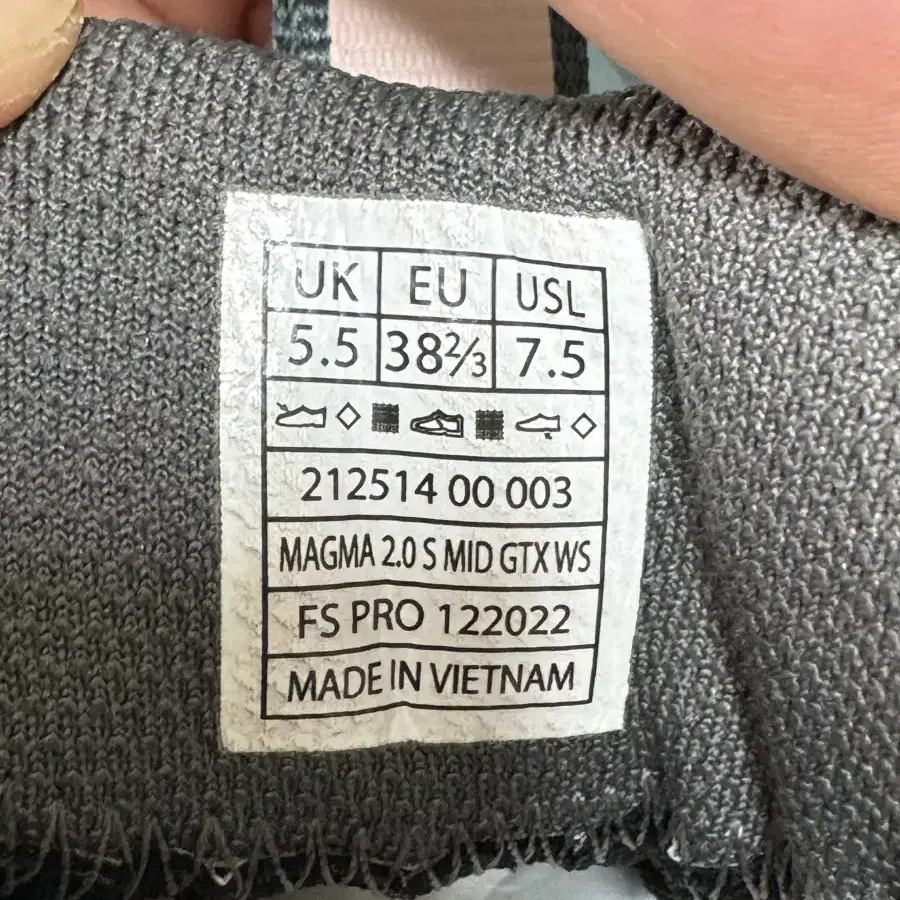 UK EU USL
5.5 38⅔ 7.5
212514 00 003
MAGMA 2.0 S MID GTX WS
FS PRO 122022
MADE IN VIETNAM